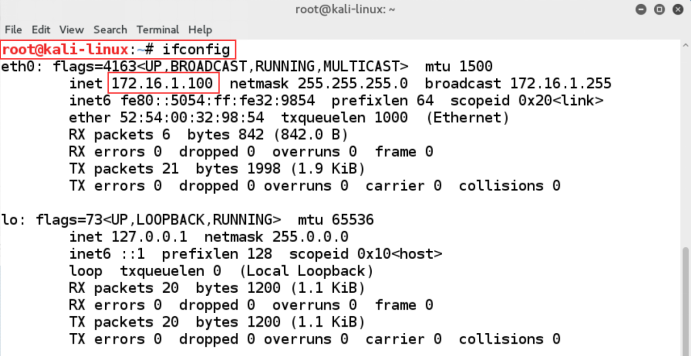 root@kali-linux: ~
File Edit View Search Terminal Help
root@kali-linux:~# ifconfig
eth0: flags=4163<UP,BROADCAST,RUNNING,MULTICAST>  mtu 1500
        inet 172.16.1.100  netmask 255.255.255.0  broadcast 172.16.1.255
        inet6 fe80::5054:ff:fe32:9854  prefixlen 64  scopeid 0x20<link>
        ether 52:54:00:32:98:54  txqueuelen 1000  (Ethernet)
        RX packets 6  bytes 842 (842.0 B)
        RX errors 0  dropped 0  overruns 0  frame 0
        TX packets 21  bytes 1998 (1.9 KiB)
        TX errors 0  dropped 0 overruns 0  carrier 0  collisions 0
lo: flags=73<UP,LOOPBACK,RUNNING>  mtu 65536
        inet 127.0.0.1  netmask 255.0.0.0
        inet6 ::1  prefixlen 128  scopeid 0x10<host>
        loop  txqueuelen 0  (Local Loopback)
        RX packets 20  bytes 1200 (1.1 KiB)
        RX errors 0  dropped 0  overruns 0  frame 0
        TX packets 20  bytes 1200 (1.1 KiB)
        TX errors 0  dropped 0 overruns 0  carrier 0  collisions 0